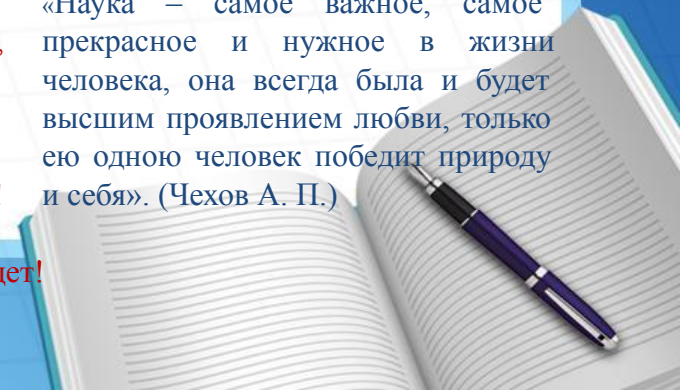 «Наука – самое важное, самое
прекрасное и нужное в жизни
человека, она всегда была и будет
высшим проявлением любви, только
ею одною человек победит природу
и себя». (Чехов А. П.)